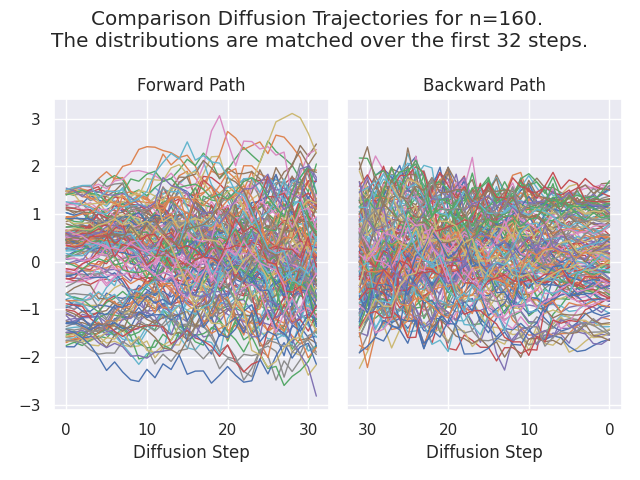 Comparison Diffusion Trajectories for n=160.
The distributions are matched over the first 32 steps.
Forward Path
Backward Path
3
2
1
0
−1
−2
−3
0 10 20 30
30 20 10 0
Diffusion Step
Diffusion Step